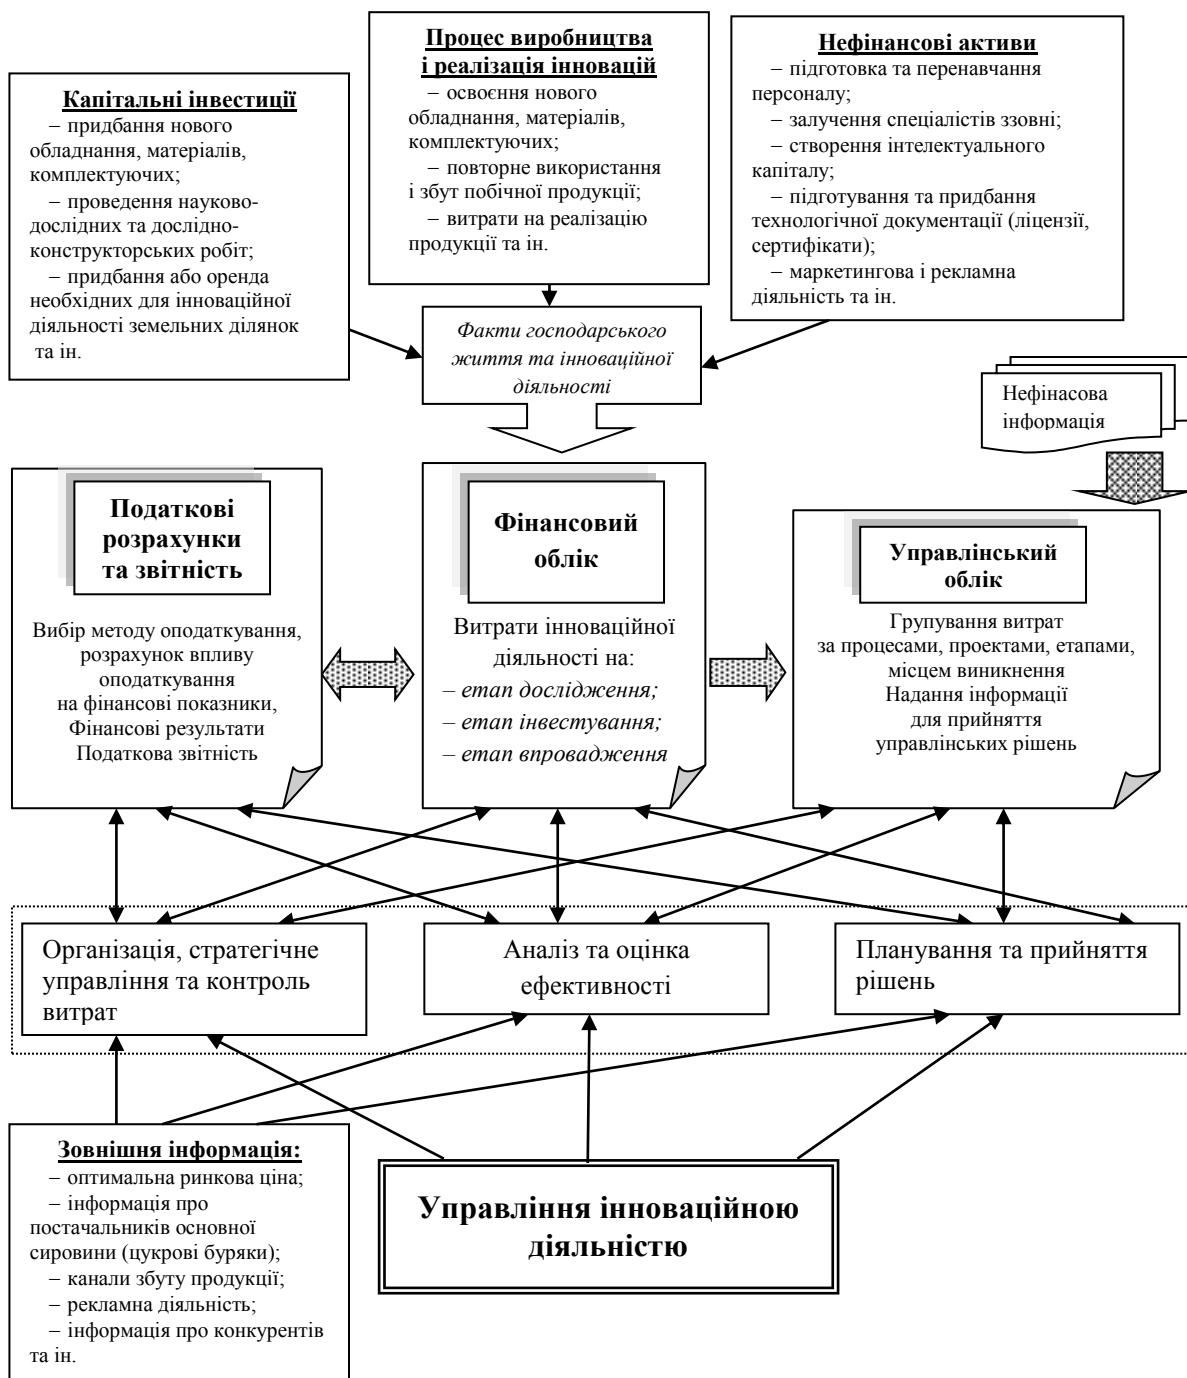 Капітальні інвестиції
– придбання нового
обладнання, матеріалів,
комплектуючих;
– проведення науково-
дослідних та дослідно-
конструкторських робіт;
– придбання або оренда
необхідних для інноваційної
діяльності земельних ділянок
та ін.
Процес виробництва
і реалізація інновацій
– освоєння нового
обладнання, матеріалів,
комплектуючих;
– повторне використання
і збут побічної продукції;
– витрати на реалізацію
продукції та ін.
Нефінансові активи
– підготовка та перенавчання
персоналу;
– залучення спеціалістів ззовні;
– створення інтелектуального
капіталу;
– підготування та придбання
технологічної документації (ліцензії,
сертифікати);
– маркетингова і рекламна
діяльність та ін.
Факти господарського
життя та інноваційної
діяльності
Нефінасова
інформація
Податкові
розрахунки
та звітність
Вибір методу оподаткування,
розрахунок впливу
оподаткування
на фінансові показники,
Фінансові результати
Податкова звітність
Фінансовий
облік
Витрати інноваційної
діяльності на:
– етап дослідження;
– етап інвестування;
– етап впровадження
Управлінський
облік
Групування витрат
за процесами, проектами, етапами,
місцем виникнення
Надання інформації
для прийняття
управлінських рішень
Організація, стратегічне
управління та контроль
витрат
Аналіз та оцінка
ефективності
Планування та прийняття
рішень
Зовнішня інформація:
– оптимальна ринкова ціна;
– інформація про
постачальників основної
сировини (цукрові буряки);
– канали збуту продукції;
– рекламна діяльність;
– інформація про конкурентів
та ін.
Управління інноваційною
діяльністю